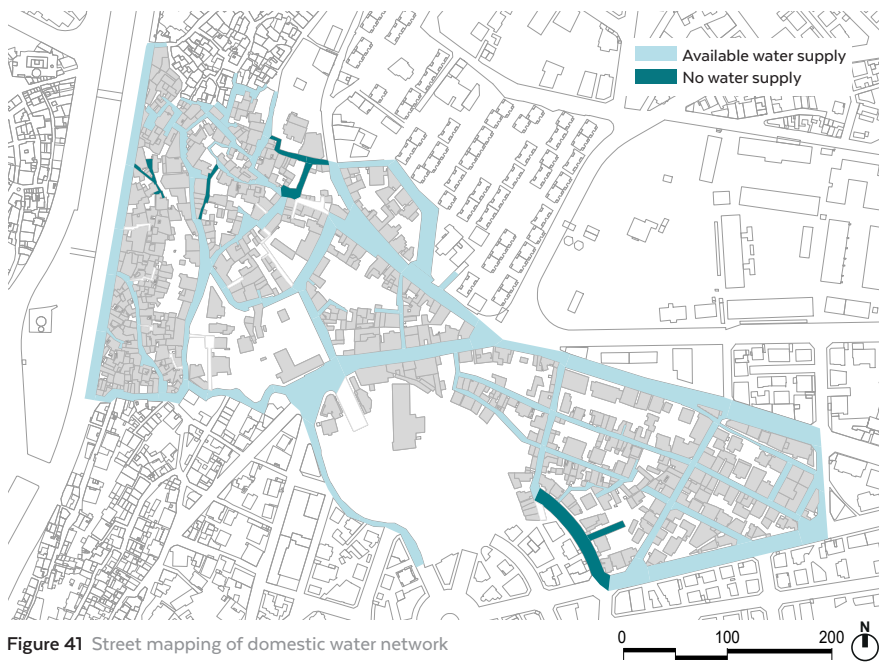 Available water supply
No water supply
Figure 41 Street mapping of domestic water network
0 100 200
N